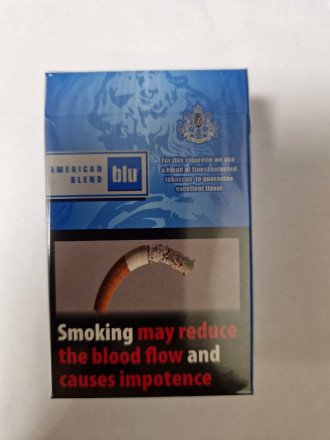 AMERICAN
BLEND
blu
For this cigarette we use
a blend of finest selected
tobaccos, to guarantee
excellent flavor.
Smoking may reduce
the blood flow and
causes impotence